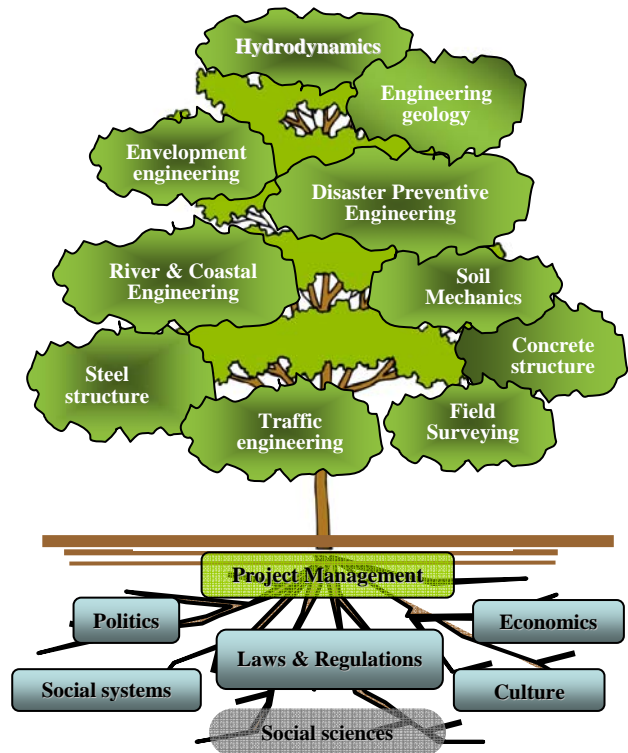 Hydrodynamics
Engineering
geology
Envelopment
engineering
Disaster Preventive
Engineering
River & Coastal
Engineering
Soil
Mechanics
Concrete
structure
Steel
structure
Traffic
engineering
Field
Surveying
Project Management
Politics
Economics
Laws & Regulations
Social systems
Culture
Social sciences